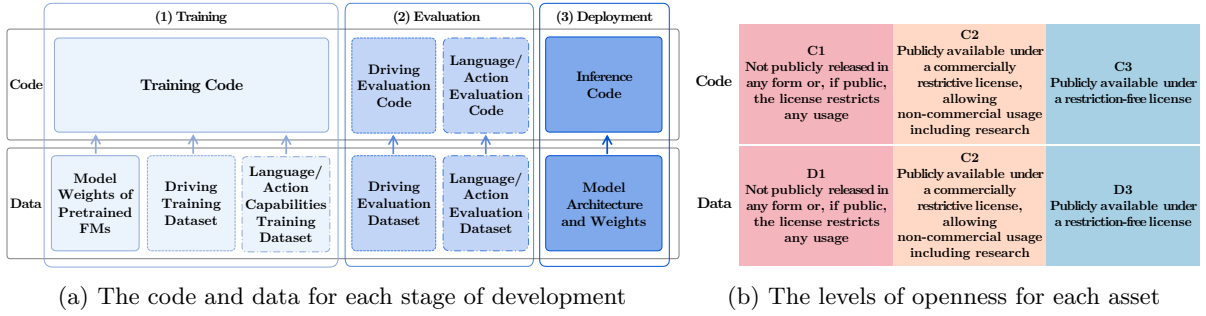 (1) Training
(2) Evaluation
(3) Deployment
Code
Training Code
Driving
Evaluation
Code
Language/
Action
Evaluation
Code
Inference
Code
Data
Model
Weights of
Pretrained
FMs
Driving
Training
Dataset
Language/
Action
Capabilities
Training
Dataset
Driving
Evaluation
Dataset
Language/
Action
Evaluation
Dataset
Model
Architecture
and Weights
(a) The code and data for each stage of development
Code
C1
Not publicly released in
any form or, if public,
the license restricts
any usage
C2
Publicly available under
a commercially
restrictive license,
allowing
non-commercial usage
including research
C3
Publicly available under
a restriction-free license
Data
D1
Not publicly released in
any form or, if public,
the license restricts
any usage
C2
Publicly available under
a commercially
restrictive license,
allowing
non-commercial usage
including research
D3
Publicly available under
a restriction-free license
(b) The levels of openness for each asset